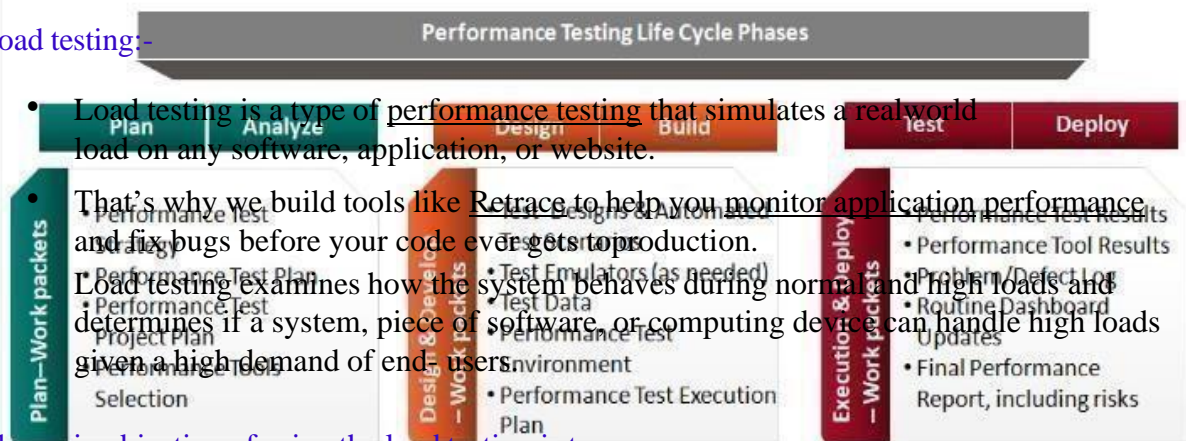 Performance Testing Life Cycle Phases
oad testing:-
• Load testing is a type of performance testing that simulates a realworld
load on any software, application, or website.
• That's why we build tools like Retrace to help you monitor application performance
and fix bugs before your code ever gets toproduction.
Load testing examines how the system behaves during normal and high loads and
determines if a system, piece of software, or computing device can handle high loads
given a high demand of end- users.
Plan Analyze
Plan–Work packets
• Performance Test
Strategy
• Performance Test Plan
• Performance Test
Project Plan
• Performance Tools
Selection
Design Build
Design & Develop
– Work packets
• Test Designs & Automated
Test Scenarios
• Test Emulators (as needed)
• Test Data
• Performance Test
Environment
• Performance Test Execution
Plan
Test Deploy
Execution & Deploy
– Work packets
• Performance Test Results
• Performance Tool Results
• Problem/Defect Log
• Routine Dashboard
Updates
• Final Performance
Report, including risks